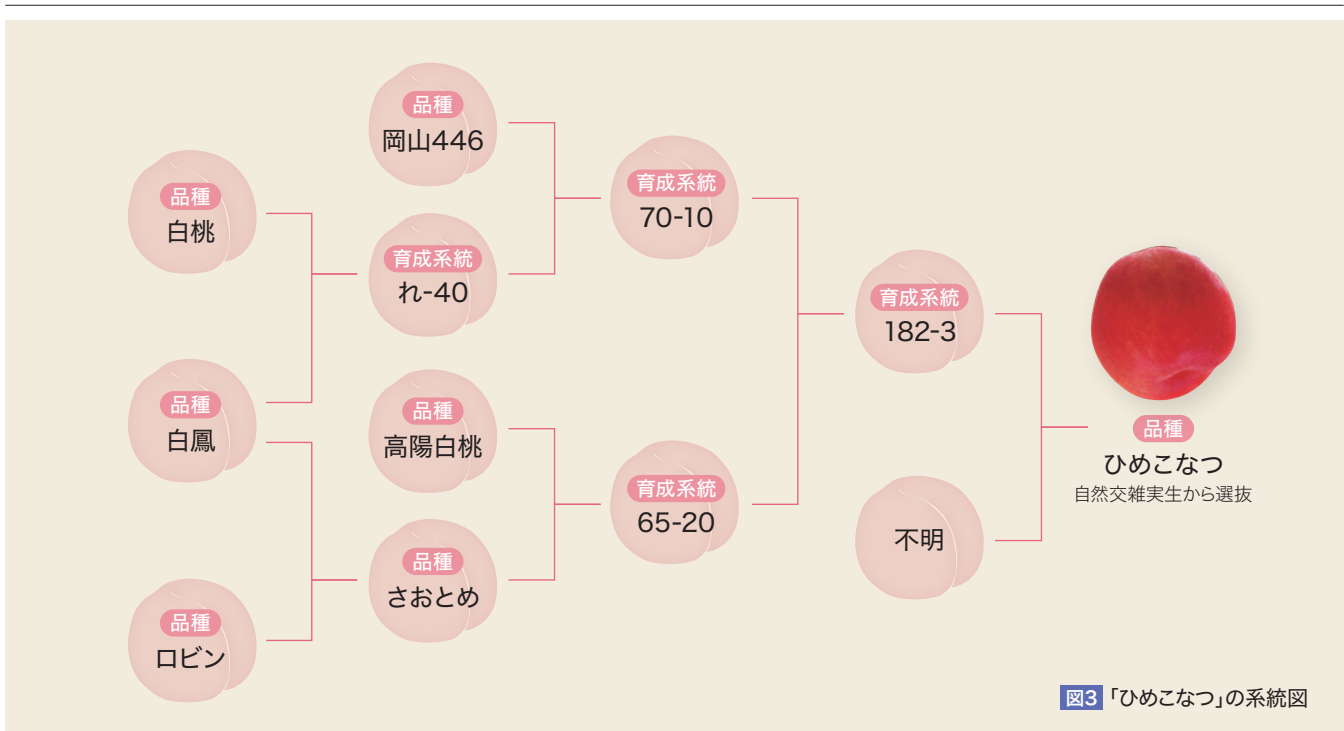 品種
白桃
品種
白鳳
品種
ロビン
品種
岡山446
育成系統
れ-40
品種
高陽白桃
品種
さおとめ
育成系統
70-10
育成系統
65-20
育成系統
182-3
不明
品種
ひめこなつ
自然交雑実生から選抜
図3 「ひめこなつ」の系統図